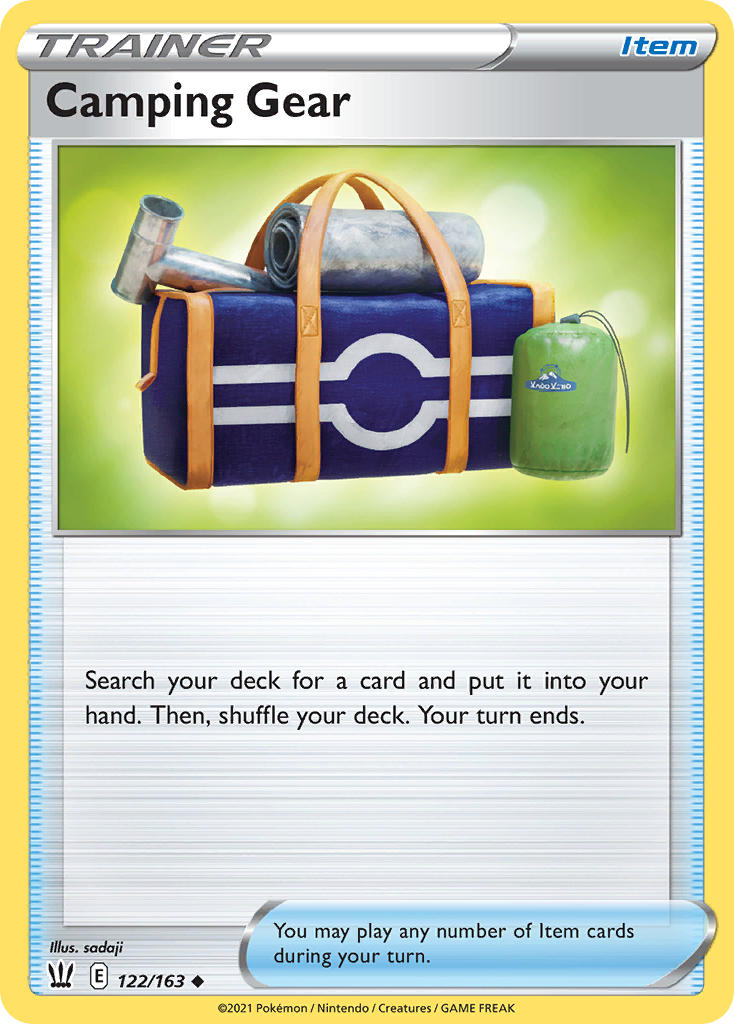 TRAINER
Item
Camping Gear
Search your deck for a card and put it into your
hand. Then, shuffle your deck. Your turn ends.
You may play any number of Item cards
during your turn.
Illus. sadaji
E 122/163
©2021 Pokémon / Nintendo / Creatures / GAME FREAK